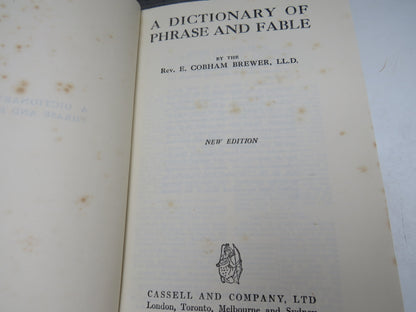 A DICTIONARY OF
PHRASE AND FABLE
BY THE
Rev. E. COBHAM BREWER, LL.D.
NEW EDITION
CASSELL AND COMPANY, LTD
London, Toronto, Melbourne and Sydney